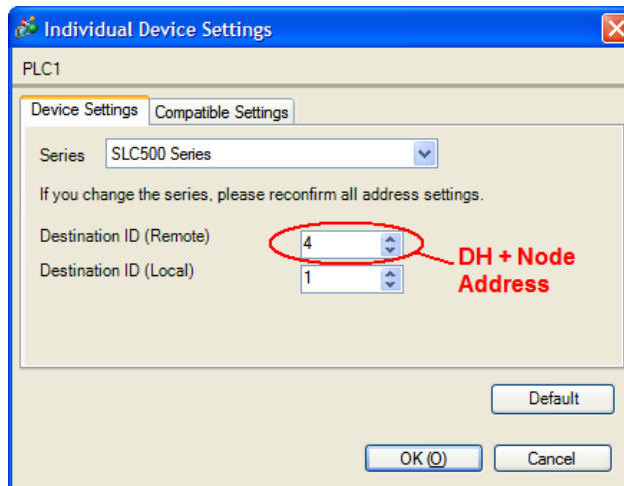 Individual Device Settings
PLC1
Device Settings
Compatible Settings
Series
SLC500 Series
If you change the series, please reconfirm all address settings.
Destination ID (Remote)
4
Destination ID (Local)
1
DH + Node
Address
Default
OK (O)
Cancel